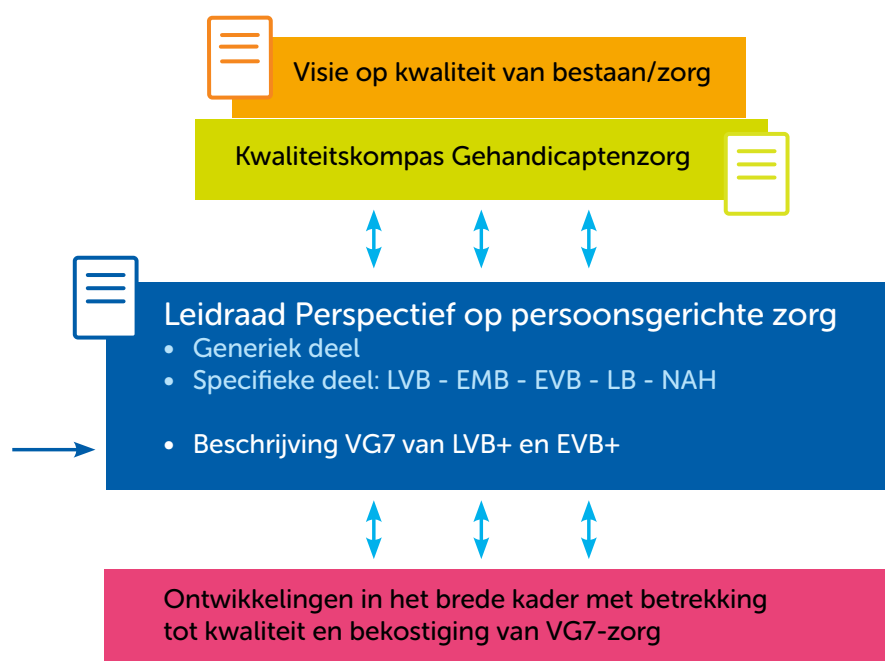 Visie op kwaliteit van bestaan/zorg
Kwaliteitskompas Gehandicaptenzorg
Leidraad Perspectief op persoonsgerichte zorg
• Generiek deel
• Specifieke deel: LVB - EMB - EVB - LB - NAH
• Beschrijving VG7 van LVB+ en EVB+
Ontwikkelingen in het brede kader met betrekking
tot kwaliteit en bekostiging van VG7-zorg